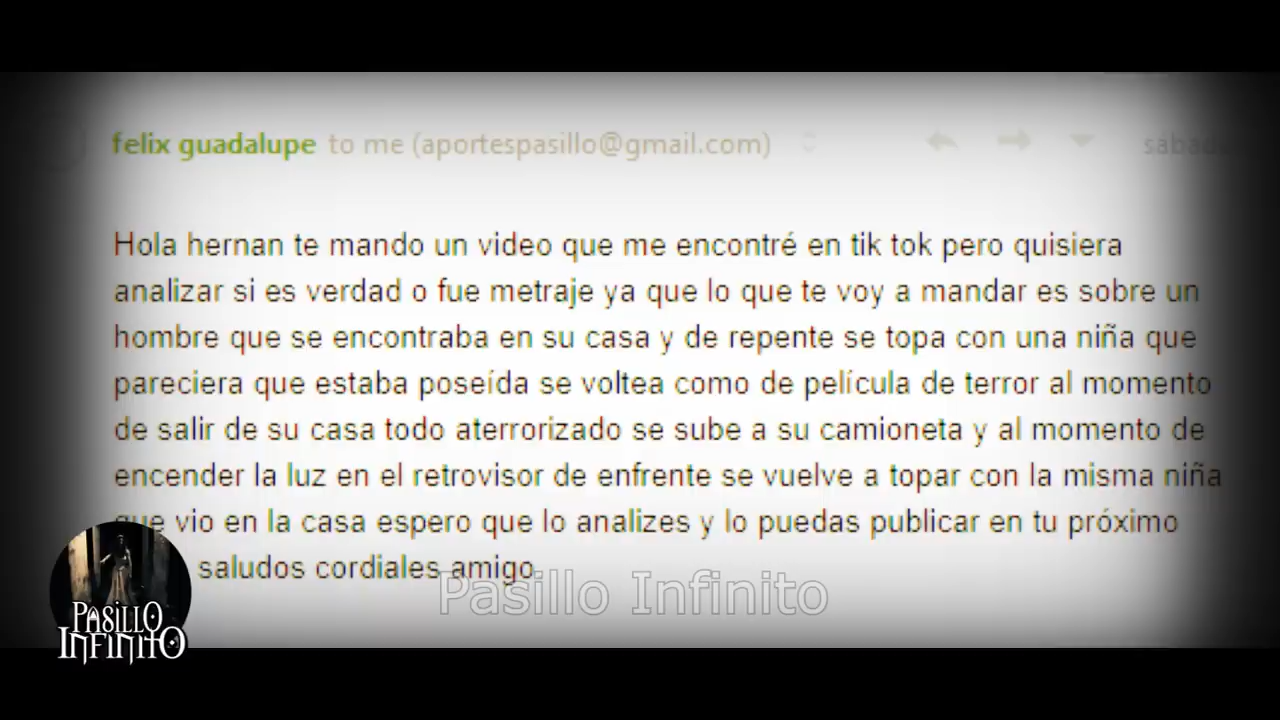 felix guadalupe to me (aportespasillo@gmail.com) sábado
Hola hernan te mando un video que me encontré en tik tok pero quisiera
analizar si es verdad o fue metraje ya que lo que te voy a mandar es sobre un
hombre que se encontraba en su casa y de repente se topa con una niña que
pareciera que estaba poseída se voltea como de película de terror al momento
de salir de su casa todo aterrorizado se sube a su camioneta y al momento de
encender la luz en el retrovisor de enfrente se vuelve a topar con la misma niña
que vio en la casa espero que lo analizes y lo puedas publicar en tu próximo
saludos cordiales amigo
Pasillo Infinito
PASILLO
INFINITO